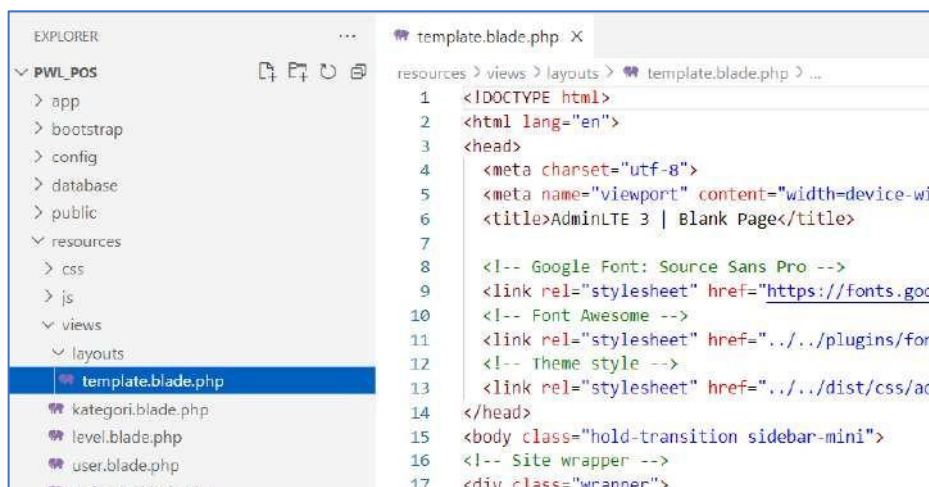 EXPLORER
PWL_POS
app
bootstrap
config
database
public
resources
css
js
views
layouts
template.blade.php
kategori.blade.php
level.blade.php
user.blade.php
template.blade.php
resources > views > layouts > template.blade.php > ...
1 <!DOCTYPE html>
2 <html lang="en">
3 <head>
4 <meta charset="utf-8">
5 <meta name="viewport" content="width=device-wi
6 <title>AdminLTE 3 | Blank Page</title>
7
8 <!-- Google Font: Source Sans Pro -->
9 <link rel="stylesheet" href="https://fonts.goo
10 <!-- Font Awesome -->
11 <link rel="stylesheet" href="../../plugins/fon
12 <!-- Theme style -->
13 <link rel="stylesheet" href="../../dist/css/ad
14 </head>
15 <body class="hold-transition sidebar-mini">
16 <!-- Site wrapper -->
17 <div class="wrapper">